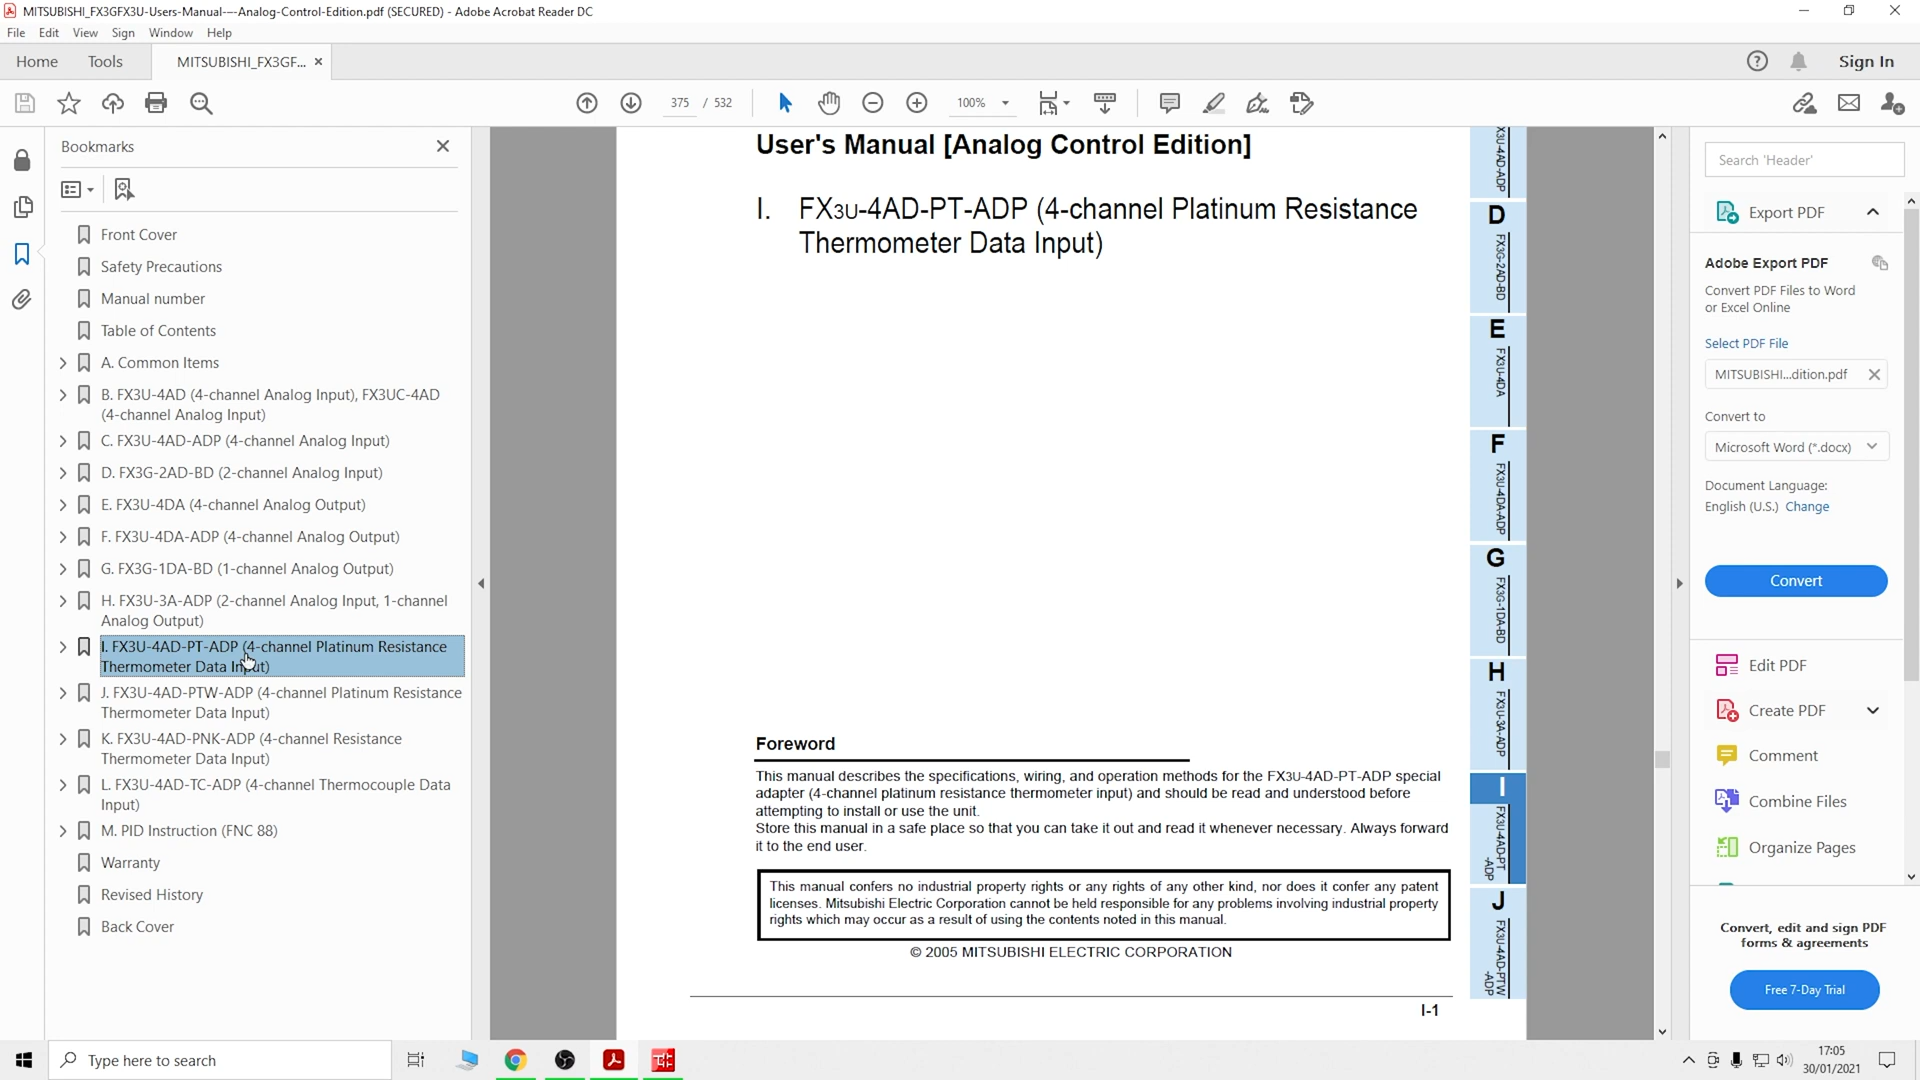 MITSUBISHI_FX3GFX3U-Users-Manual-–-Analog-Control-Edition.pdf (SECURED) - Adobe Acrobat Reader DC
File Edit View Sign Window Help
Home Tools MITSUBISHI_FX3GF... × Sign In
375 / 532 100%
Bookmarks
Front Cover
Safety Precautions
Manual number
Table of Contents
A. Common Items
B. FX3U-4AD (4-channel Analog Input), FX3UC-4AD
(4-channel Analog Input)
C. FX3U-4AD-ADP (4-channel Analog Input)
D. FX3G-2AD-BD (2-channel Analog Input)
E. FX3U-4DA (4-channel Analog Output)
F. FX3U-4DA-ADP (4-channel Analog Output)
G. FX3G-1DA-BD (1-channel Analog Output)
H. FX3U-3A-ADP (2-channel Analog Input, 1-channel
Analog Output)
I. FX3U-4AD-PT-ADP (4-channel Platinum Resistance
Thermometer Data Input)
J. FX3U-4AD-PTW-ADP (4-channel Platinum Resistance
Thermometer Data Input)
K. FX3U-4AD-PNK-ADP (4-channel Resistance
Thermometer Data Input)
L. FX3U-4AD-TC-ADP (4-channel Thermocouple Data
Input)
M. PID Instruction (FNC 88)
Warranty
Revised History
Back Cover
User's Manual [Analog Control Edition]
I. FX3U-4AD-PT-ADP (4-channel Platinum Resistance
Thermometer Data Input)
Foreword
This manual describes the specifications, wiring, and operation methods for the FX3U-4AD-PT-ADP special
adapter (4-channel platinum resistance thermometer input) and should be read and understood before
attempting to install or use the unit.
Store this manual in a safe place so that you can take it out and read it whenever necessary. Always forward
it to the end user.
This manual confers no industrial property rights or any rights of any other kind, nor does it confer any patent
licenses. Mitsubishi Electric Corporation cannot be held responsible for any problems involving industrial property
rights which may occur as a result of using the contents noted in this manual.
© 2005 MITSUBISHI ELECTRIC CORPORATION
I-1
FX3U-4AD-ADP
D
FX3G-2AD-BD
E
FX3U-4DA
F
FX3U-4DA-ADP
G
FX3G-1DA-BD
H
FX3U-3A-ADP
I
FX3U-4AD-PT
-ADP
J
FX3U-4AD-PTW
-ADP
Search 'Header'
Export PDF
Adobe Export PDF
Convert PDF Files to Word
or Excel Online
Select PDF File
MITSUBISHI...dition.pdf
Convert to
Microsoft Word (*.docx)
Document Language:
English (U.S.) Change
Convert
Edit PDF
Create PDF
Comment
Combine Files
Organize Pages
Convert, edit and sign PDF
forms & agreements
Free 7-Day Trial
Type here to search
17:05
30/01/2021